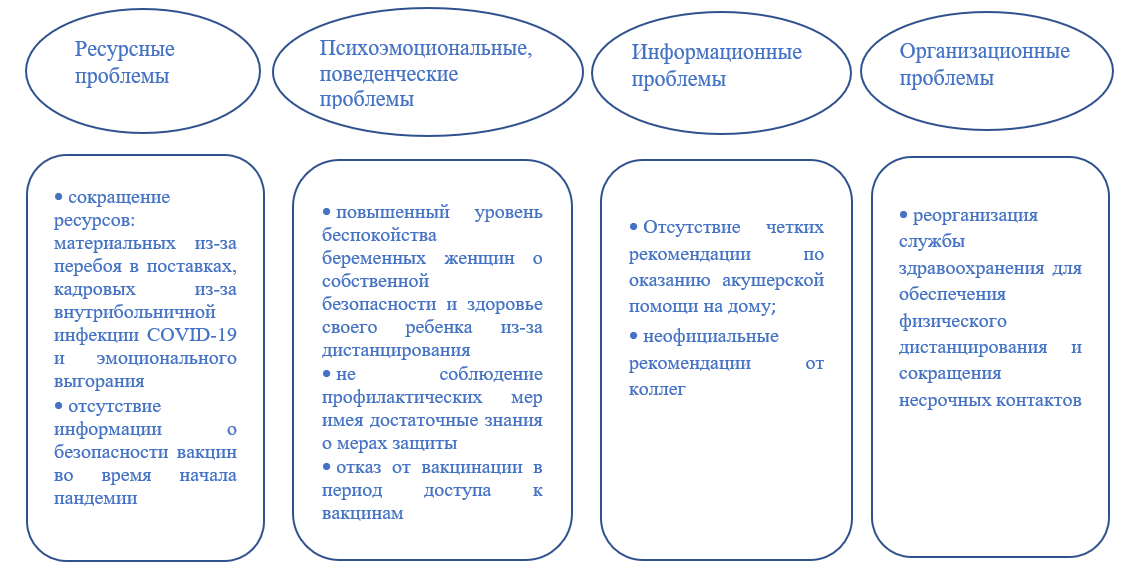 Ресурсные
проблемы
Психоэмоциональные,
поведенческие
проблемы
Информационные
проблемы
Организационные
проблемы
• сокращение
ресурсов:
материальных из-за
перебоя в поставках,
кадровых из-за
внутрибольничной
инфекции COVID-19
и эмоционального
выгорания
• отсутствие
информации о
безопасности вакцин
во время начала
пандемии
• повышенный уровень
беспокойства
беременных женщин о
собственной
безопасности и здоровье
своего ребенка из-за
дистанцирования
• не соблюдение
профилактических мер
имея достаточные знания
о мерах защиты
• отказ от вакцинации в
период доступа к
вакцинам
• Отсутствие четких
рекомендации по
оказанию акушерской
помощи на дому;
• неофициальные
рекомендации от
коллег
• реорганизация
службы
здравоохранения для
обеспечения
физического
дистанцирования и
сокращения
несрочных контактов